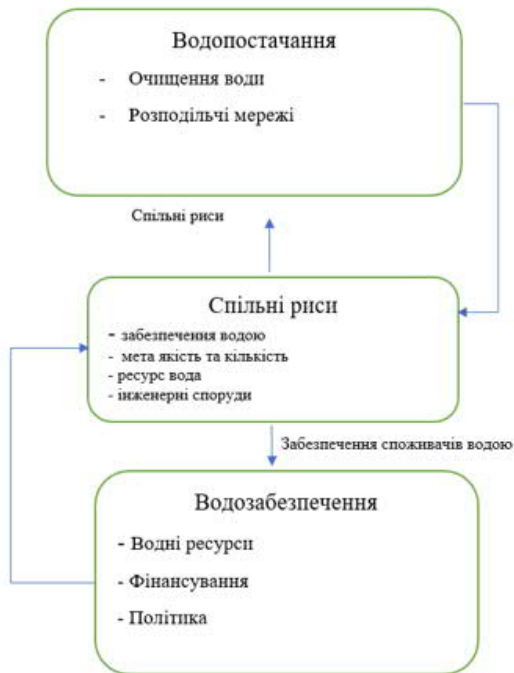 Водопостачання
- Очищення води
- Розподільчі мережі
Спільні риси
Спільні риси
- забезпечення водою
- мета якість та кількість
- ресурс вода
- інженерні споруди
Забезпечення споживачів водою
Водозабезпечення
- Водні ресурси
- Фінансування
- Політика